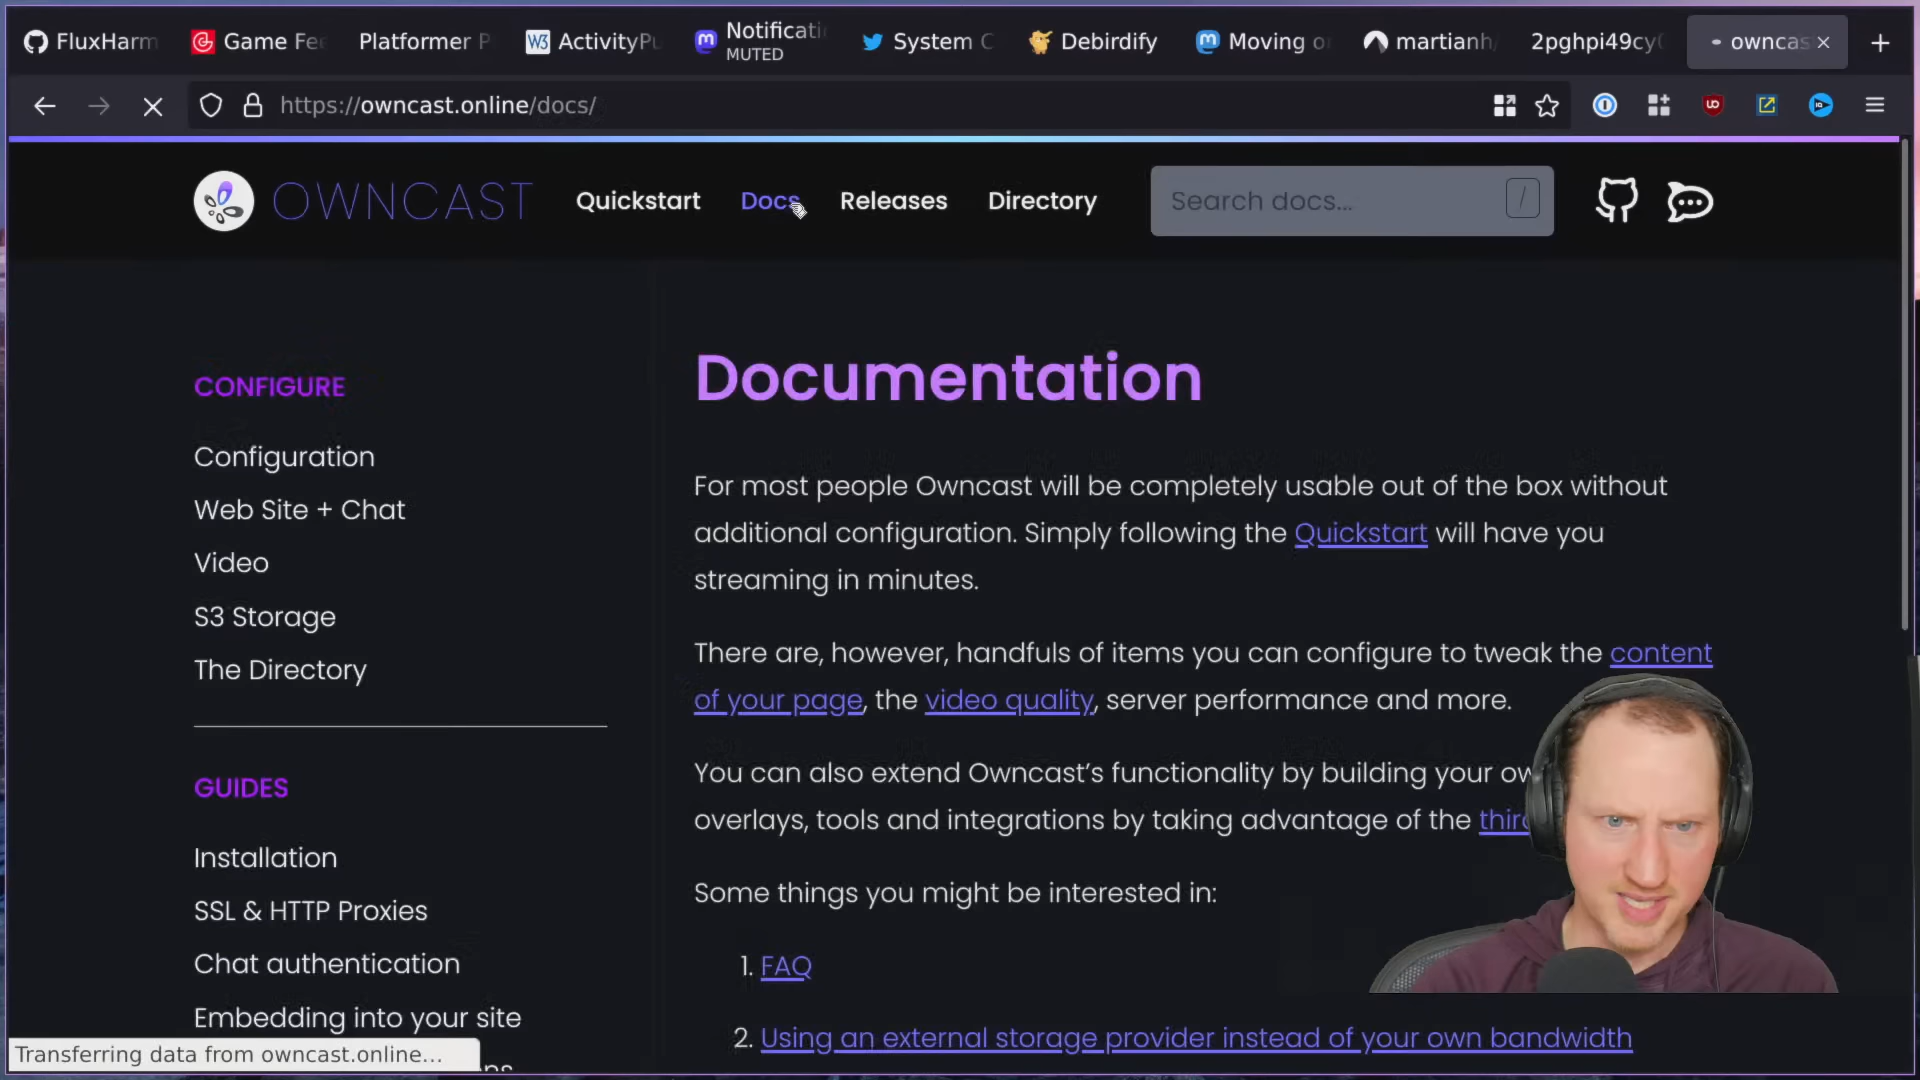 FluxHarm
Game Fe
Platformer P
ActivityPu
Notificati
MUTED
System C
Debirdify
Moving o
martianh/
2pghpi49cy
owncas
https://owncast.online/docs/
OWNCAST
Quickstart
Docs
Releases
Directory
Search docs...
/
CONFIGURE
Configuration
Web Site + Chat
Video
S3 Storage
The Directory
GUIDES
Installation
SSL & HTTP Proxies
Chat authentication
Embedding into your site
Documentation
For most people Owncast will be completely usable out of the box without
additional configuration. Simply following the Quickstart will have you
streaming in minutes.
There are, however, handfuls of items you can configure to tweak the content
of your page, the video quality, server performance and more.
You can also extend Owncast's functionality by building your ow
overlays, tools and integrations by taking advantage of the third
Some things you might be interested in:
1. FAQ
2. Using an external storage provider instead of your own bandwidth
Transferring data from owncast.online...